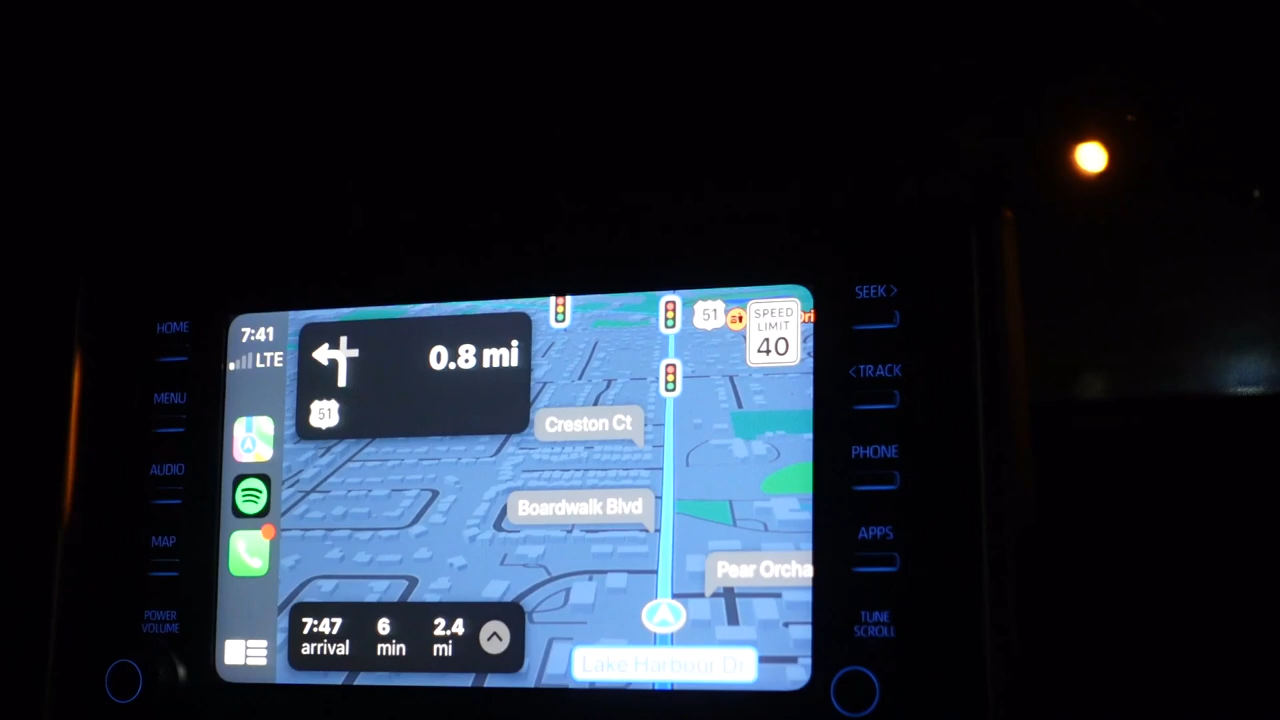 HOME
MENU
AUDIO
MAP
POWER
VOLUME
7:41
LTE
0.8 mi
51
Creston Ct
Boardwalk Blvd
Pear Orcha
Lake Harbour Dr
51
SPEED
LIMIT
40
7:47 6 2.4
arrival min mi
SEEK >
< TRACK
PHONE
APPS
TUNE
SCROLL